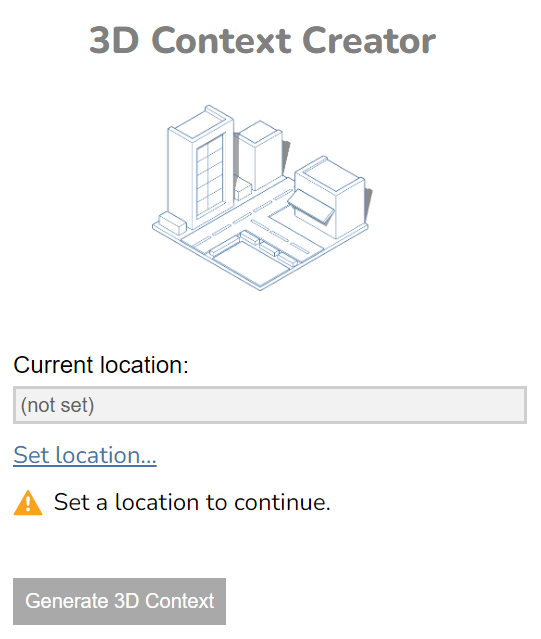 3D Context Creator
Current location:
(not set)
Set location...
Set a location to continue.
Generate 3D Context